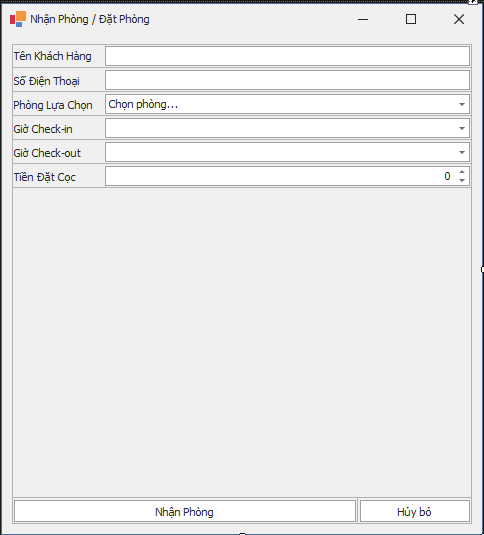 Nhận Phòng / Đặt Phòng
Tên Khách Hàng
Số Điện Thoại
Phòng Lựa Chọn Chọn phòng...
Giờ Check-in
Giờ Check-out
Tiền Đặt Cọc 0
Nhận Phòng Hủy bỏ